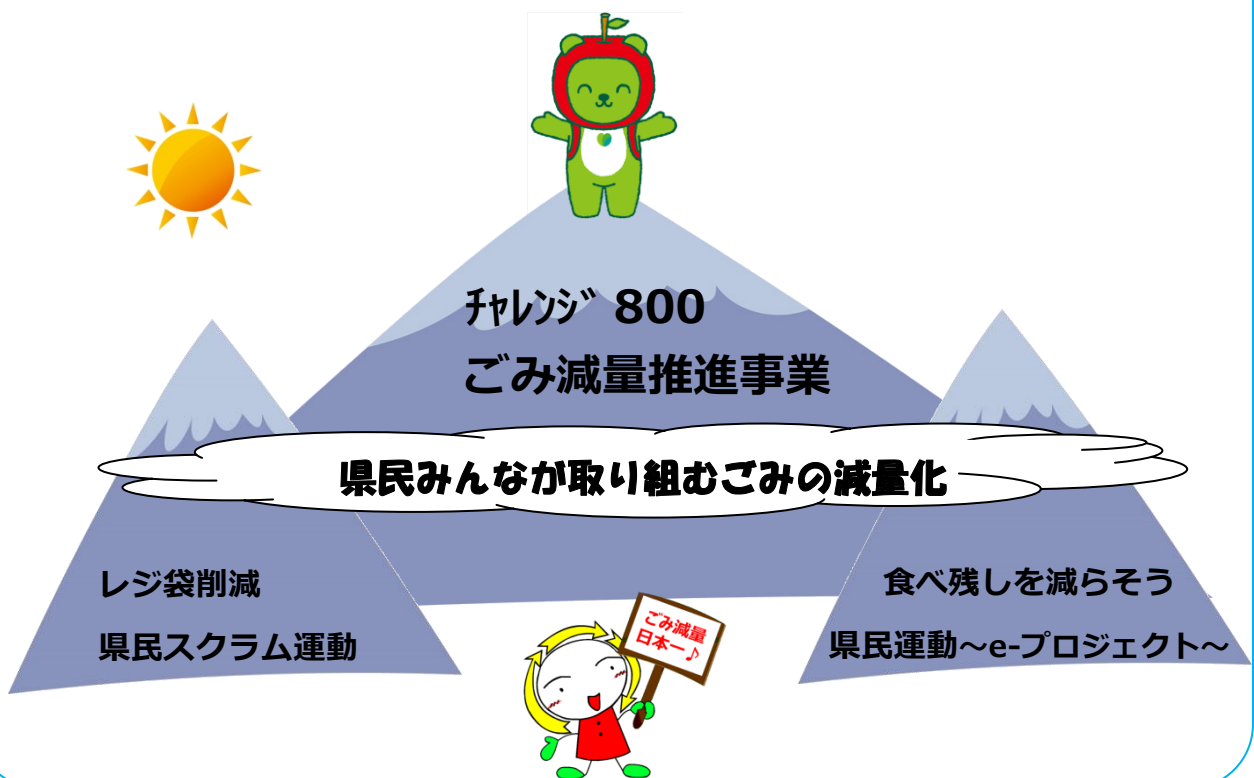 ﾁｬﾚﾝｼﾞ 800
ごみ減量推進事業
県民みんなが取り組むごみの減量化
レジ袋削減
県民スクラム運動
食べ残しを減らそう
県民運動～e-プロジェクト～
ごみ減量
日本一♪